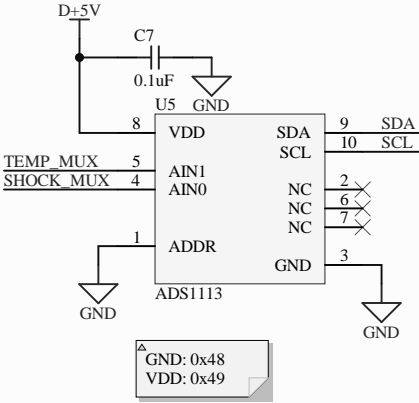 D+5V
C7
0.1uF
GND
U5
8 VDD
SDA 9 SDA
SCL 10 SCL
TEMP_MUX 5 AIN1
SHOCK_MUX 4 AIN0
NC 2
NC 6
NC 7
1 ADDR
GND 3
ADS1113
GND
GND
GND: 0x48
VDD: 0x49